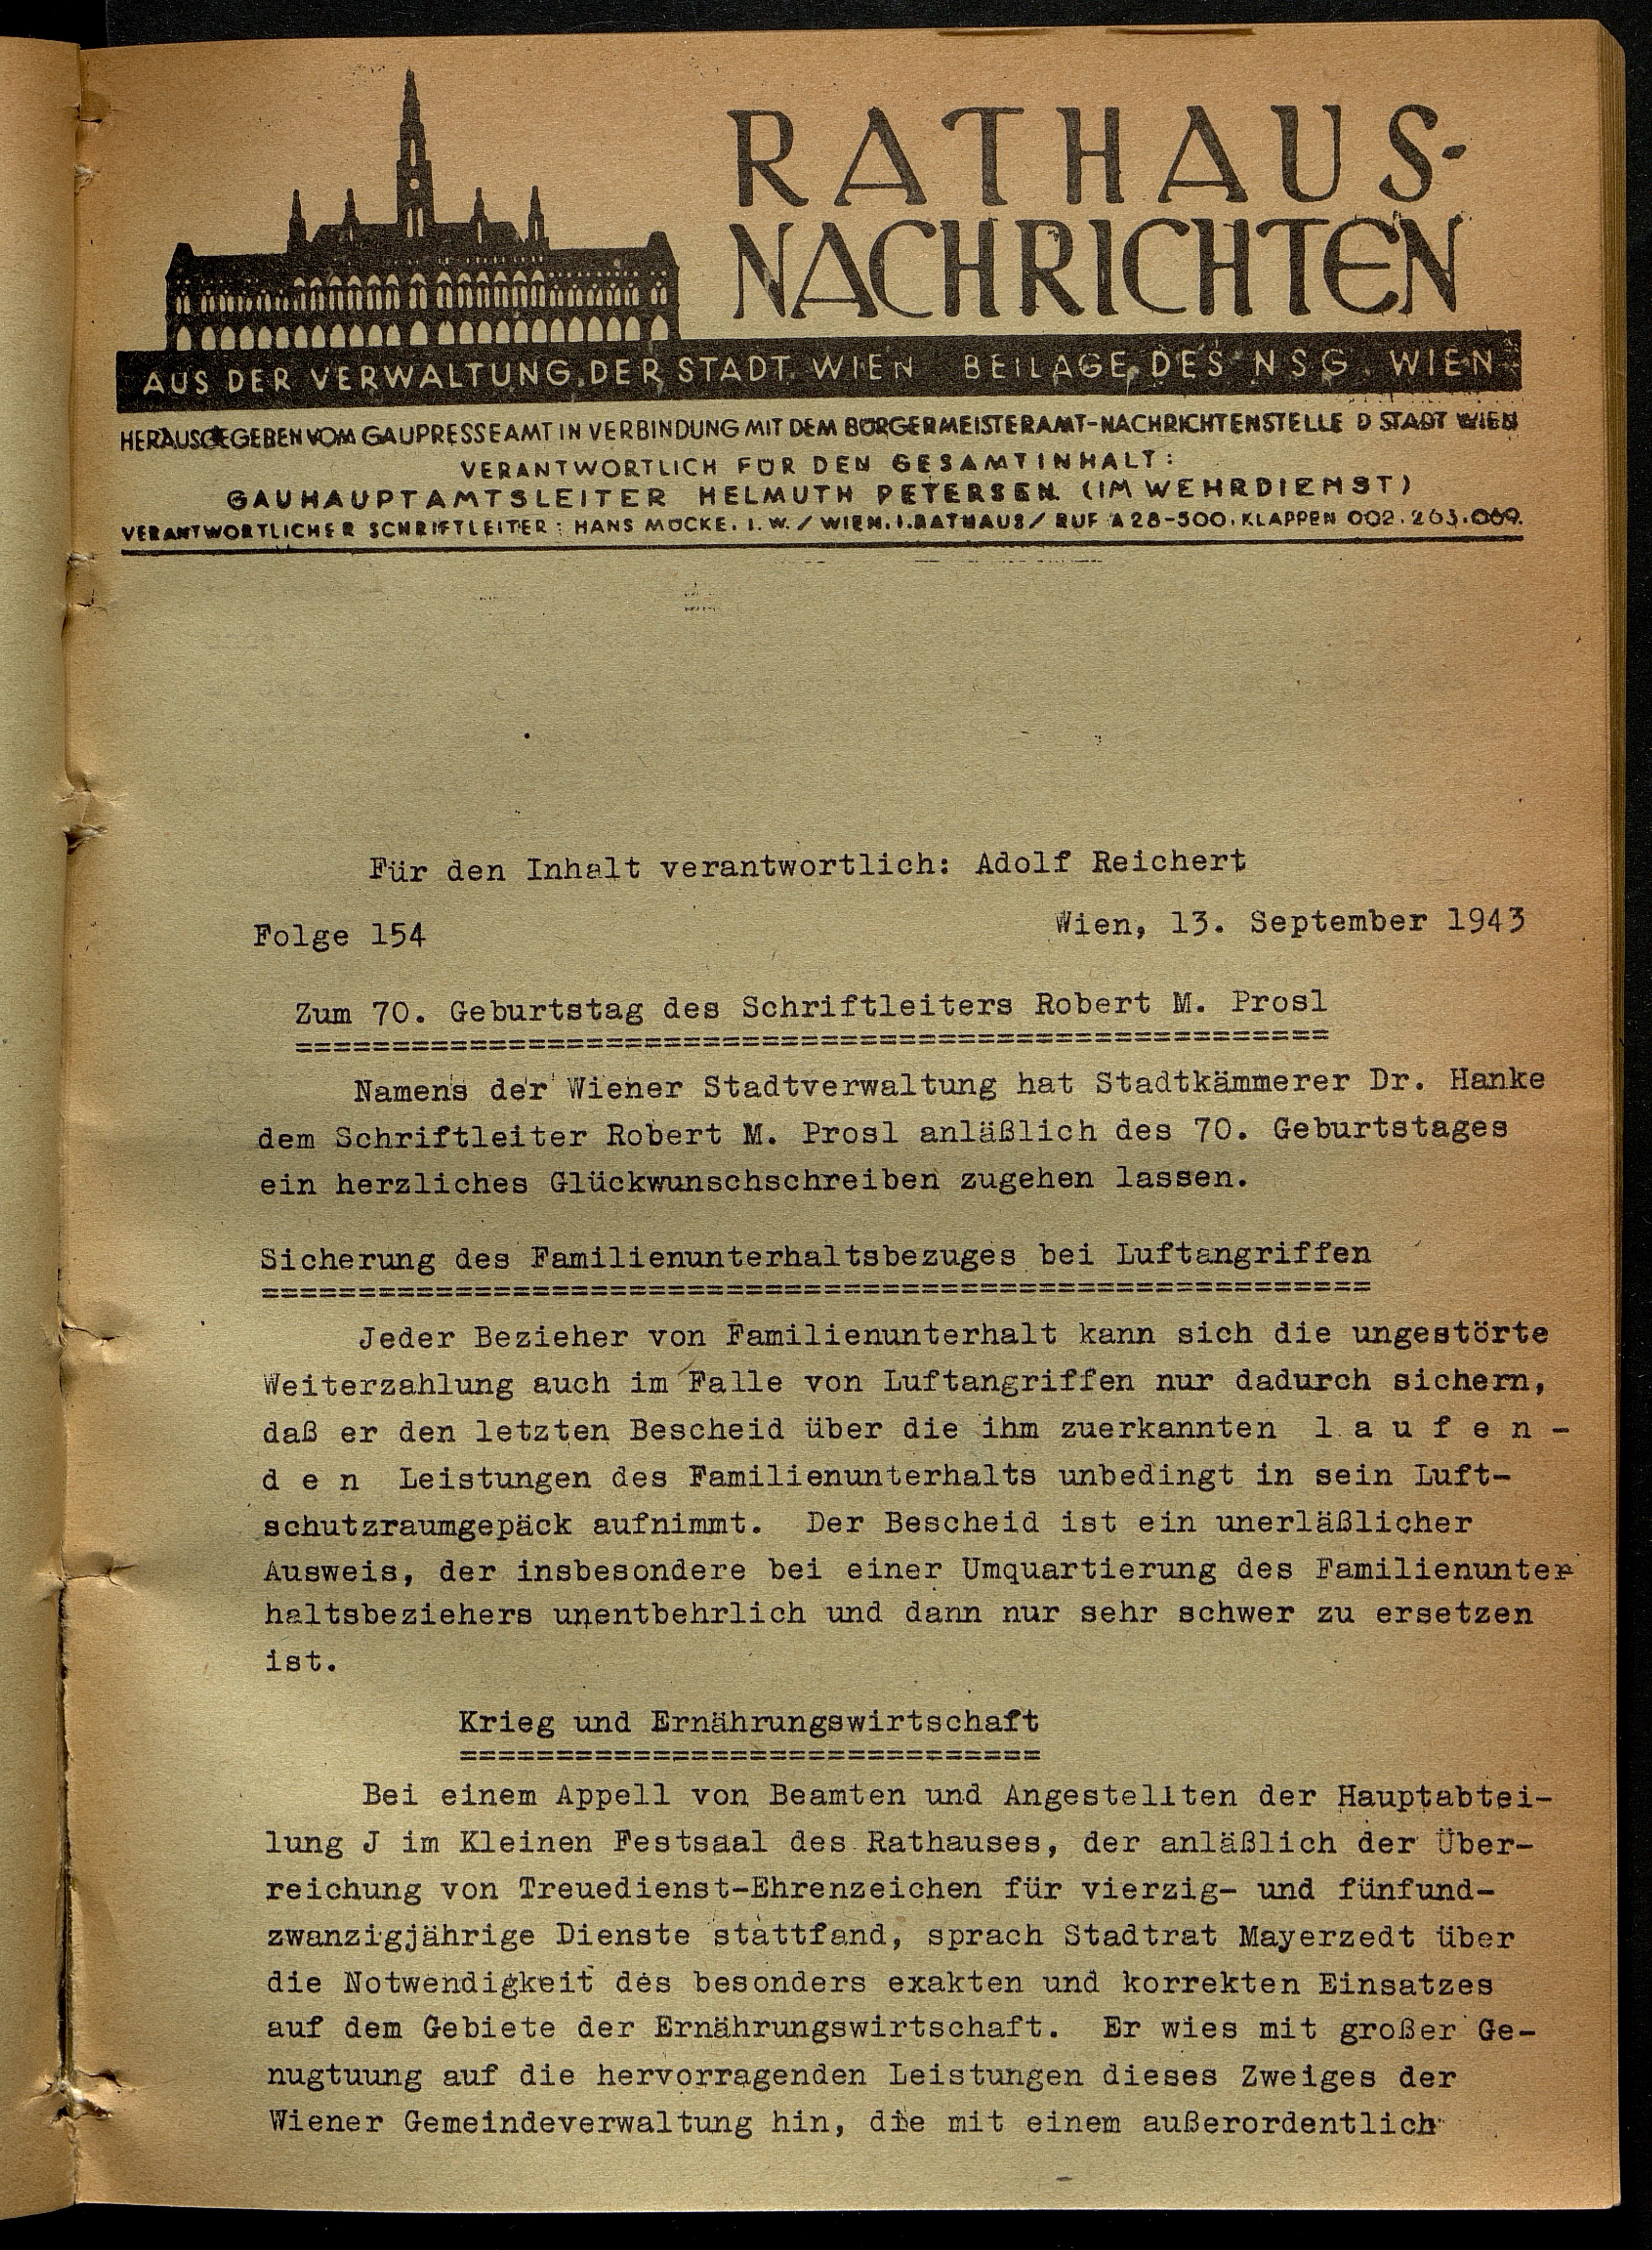 RATHAUS-
NACHRICHTEN
AUS DER VERWALTUNG DER STADT WIEN BEILAGE DES NSG. WIEN
HERAUSGEGEBEN VOM GAUPRESSEAMT IN VERBINDUNG MIT DEM BÜRGERMEISTERAMT-NACHRICHTENSTELLE D STADT WIEN
VERANTWORTLICH FÜR DEN GESAMTINHALT:
GAUHAUPTAMTSLEITER HELMUTH PETERSEN (IM WEHRDIENST)
VERANTWORTLICHER SCHRIFTLEITER: HANS MÜCKE. I. W. / WIEN. I. RATHAUS / RUF A 28-500. KLAPPEN 002. 263. 069.
Für den Inhalt verantwortlich: Adolf Reichert
Folge 154 Wien, 13. September 1943
Zum 70. Geburtstag des Schriftleiters Robert M. Prosl
=====================================================
Namens der Wiener Stadtverwaltung hat Stadtkämmerer Dr. Hanke
dem Schriftleiter Robert M. Prosl anläßlich des 70. Geburtstages
ein herzliches Glückwunschschreiben zugehen lassen.
Sicherung des Familienunterhaltsbezuges bei Luftangriffen
=========================================================
Jeder Bezieher von Familienunterhalt kann sich die ungestörte
Weiterzahlung auch im Falle von Luftangriffen nur dadurch sichern,
daß er den letzten Bescheid über die ihm zuerkannten l a u f e n -
d e n Leistungen des Familienunterhalts unbedingt in sein Luft-
schutzraumgepäck aufnimmt. Der Bescheid ist ein unerläßlicher
Ausweis, der insbesondere bei einer Umquartierung des Familienunter
haltsbeziehers unentbehrlich und dann nur sehr schwer zu ersetzen
ist.
Krieg und Ernährungswirtschaft
==============================
Bei einem Appell von Beamten und Angestellten der Hauptabtei-
lung J im Kleinen Festsaal des Rathauses, der anläßlich der Über-
reichung von Treuedienst-Ehrenzeichen für vierzig- und fünfund-
zwanzigjährige Dienste stattfand, sprach Stadtrat Mayerzedt über
die Notwendigkeit des besonders exakten und korrekten Einsatzes
auf dem Gebiete der Ernährungswirtschaft. Er wies mit großer Ge-
nugtuung auf die hervorragenden Leistungen dieses Zweiges der
Wiener Gemeindeverwaltung hin, die mit einem außerordentlich